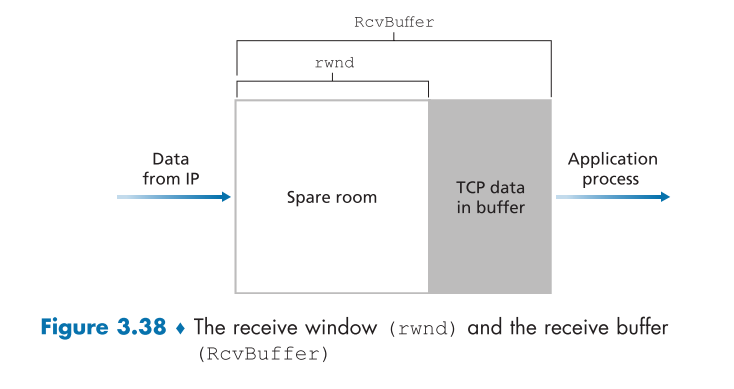 RcvBuffer
rwnd
Data
from IP
Spare room
TCP data
in buffer
Application
process
Figure 3.38 ♦ The receive window (rwnd) and the receive buffer
(RcvBuffer)